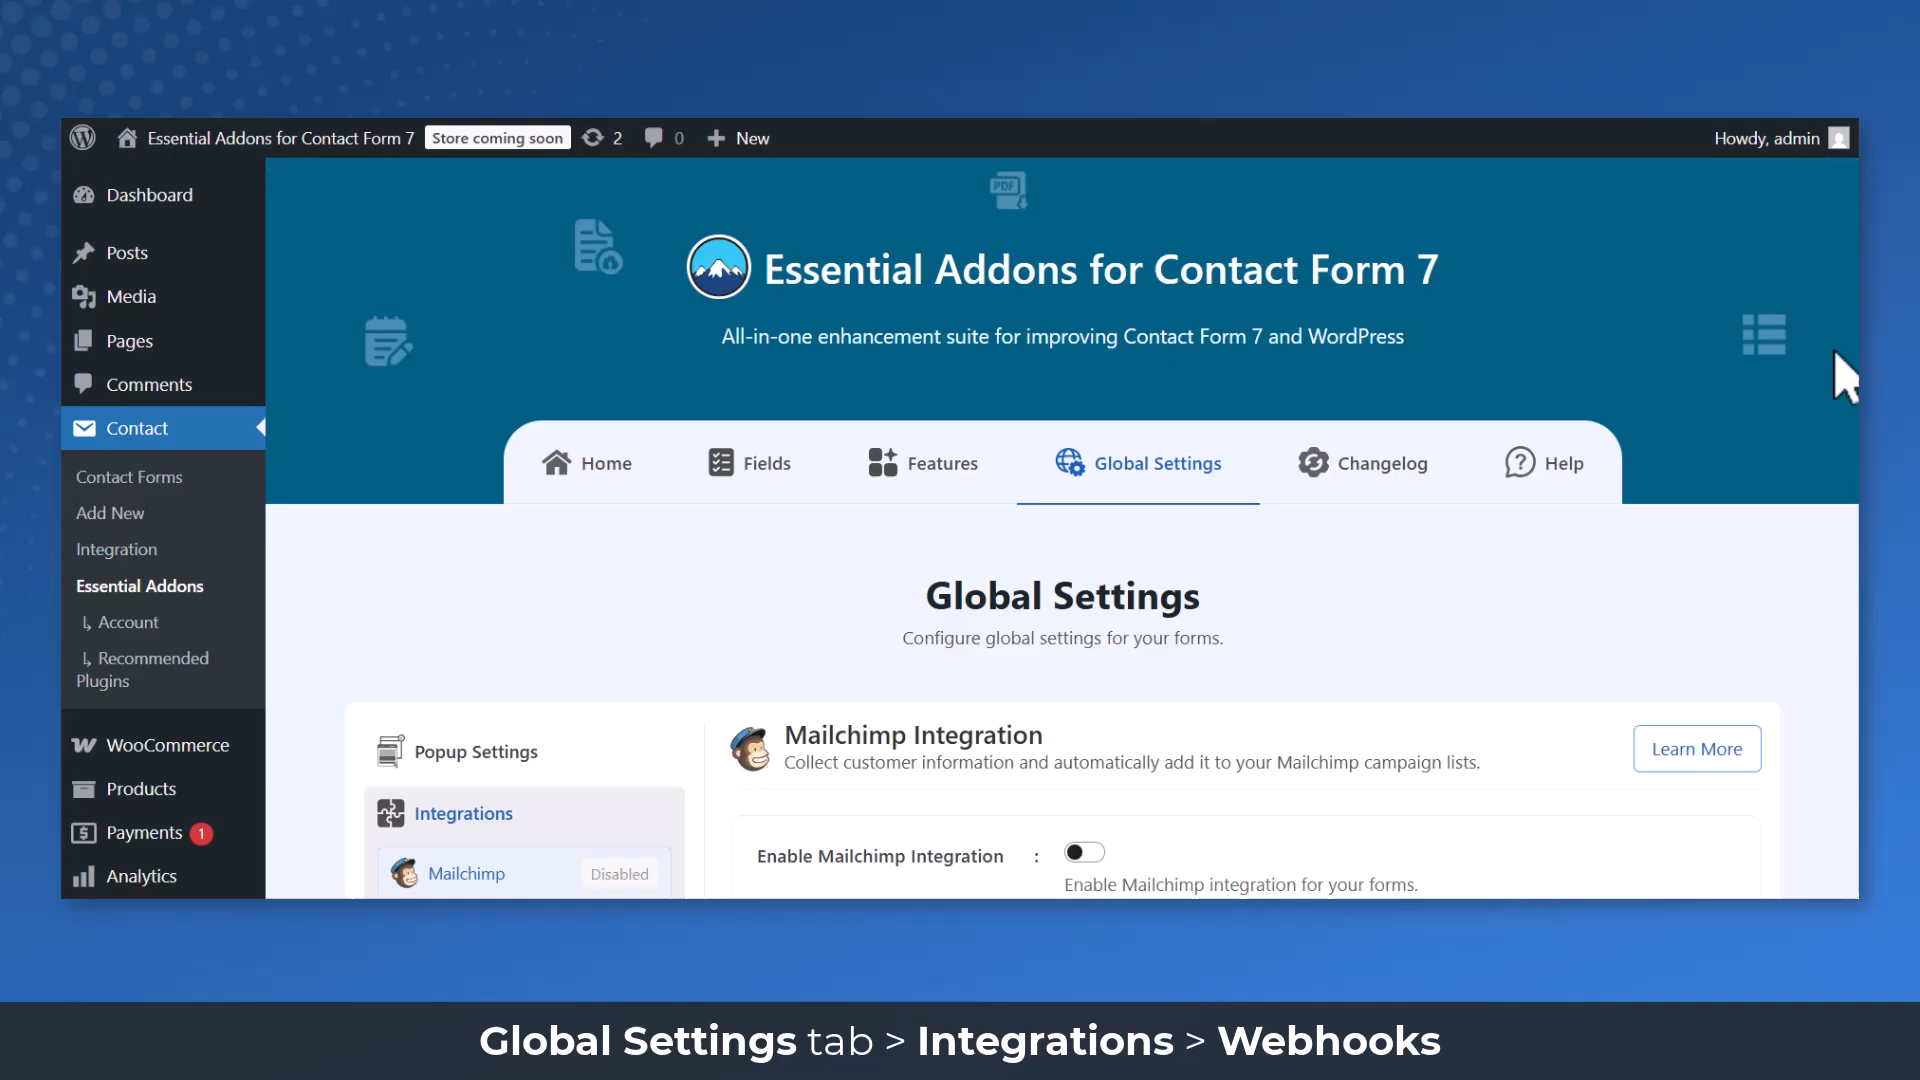 Essential Addons for Contact Form 7 Store coming soon 2 0 New Howdy, admin
Dashboard
Posts
Media
Pages
Comments
Contact
Contact Forms
Add New
Integration
Essential Addons
↳ Account
↳ Recommended
Plugins
WooCommerce
Products
Payments 1
Analytics
PDF
Essential Addons for Contact Form 7
All-in-one enhancement suite for improving Contact Form 7 and WordPress
Home Fields Features Global Settings Changelog Help
Global Settings
Configure global settings for your forms.
Popup Settings
Integrations
Mailchimp Disabled
Mailchimp Integration
Collect customer information and automatically add it to your Mailchimp campaign lists.
Learn More
Enable Mailchimp Integration :
Enable Mailchimp integration for your forms.
Global Settings tab > Integrations > Webhooks